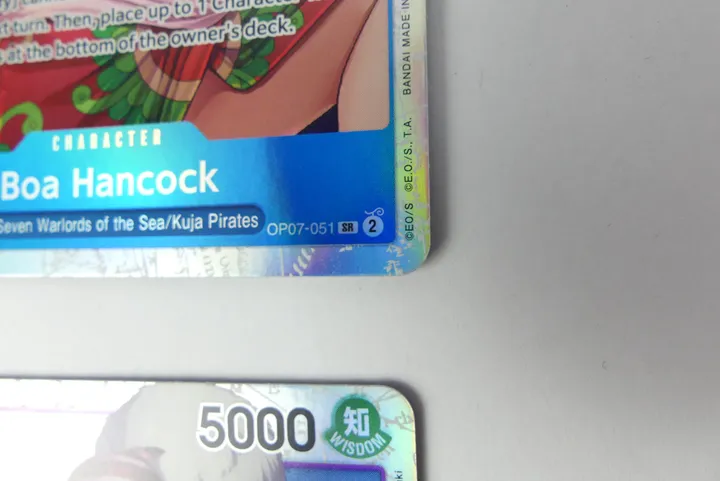 t turn. Then, place up to 1 Character
at the bottom of the owner's deck.
CHARACTER
Boa Hancock
Seven Warlords of the Sea/Kuja Pirates
OP07-051 SR 2
©EO/S ©E.O./S., T.A. BANDAI MADE IN
5000
知
WISDOM